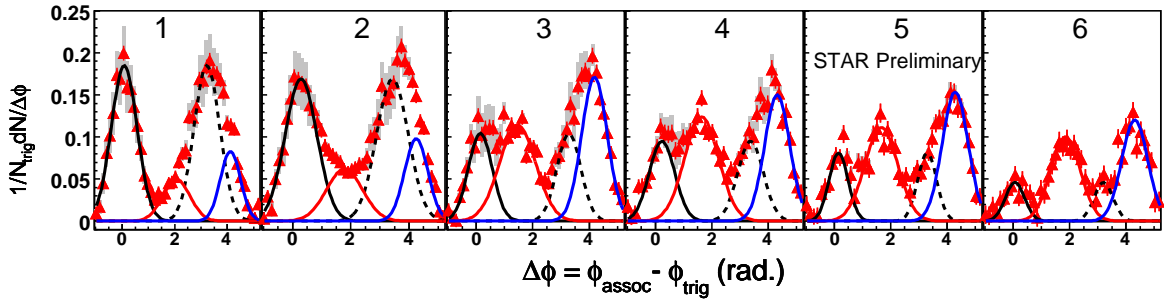 1 2 3 4 5 6
STAR Preliminary
0.25
0.2
0.15
0.1
0.05
0
1/N_trig dN/Δϕ
0 2 4 0 2 4 0 2 4 0 2 4 0 2 4 0 2 4
Δϕ = ϕ_assoc - ϕ_trig (rad.)